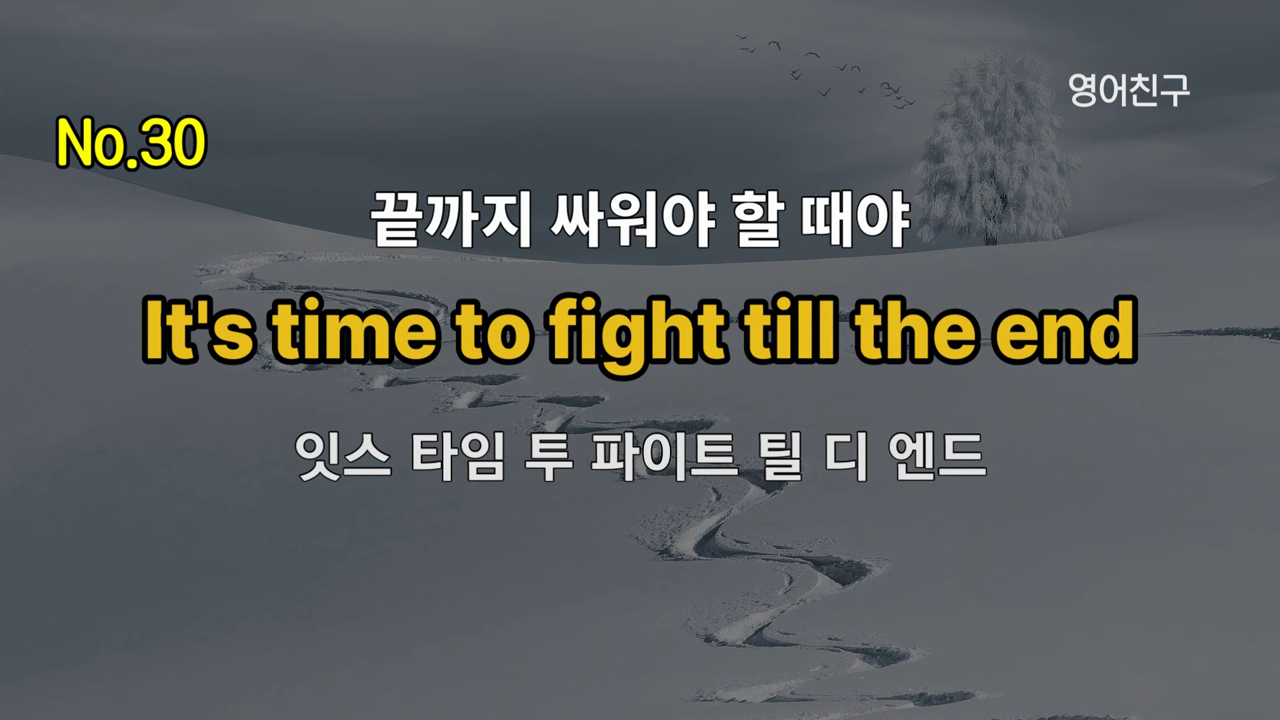 영어친구
No.30
끝까지 싸워야 할 때야
It's time to fight till the end
잇스 타임 투 파이트 틸 디 엔드